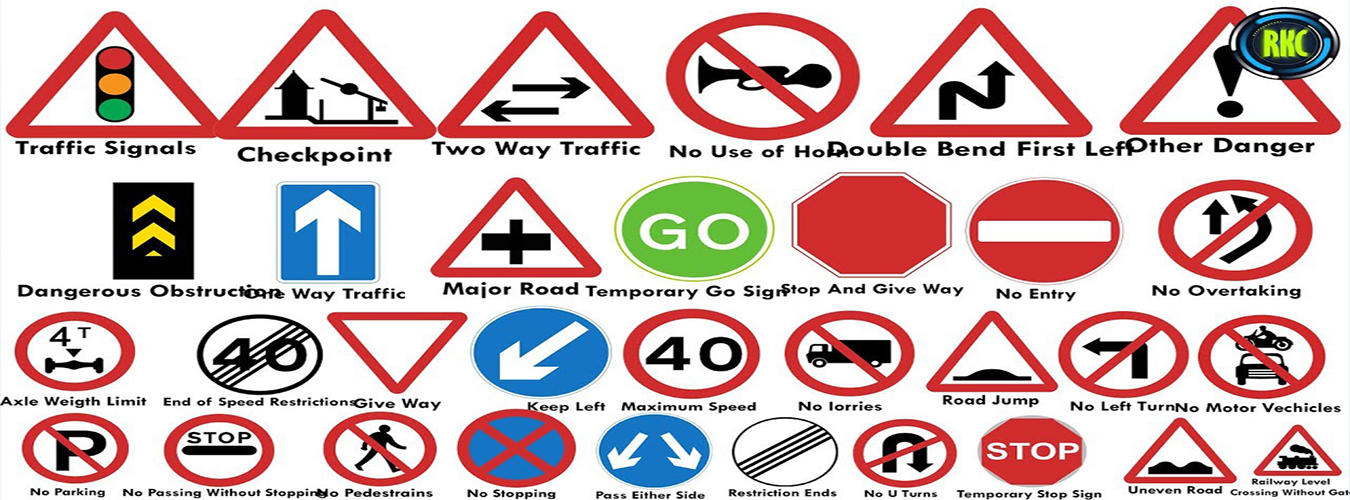 RKC
Traffic Signals
Checkpoint
Two Way Traffic
No Use of Horn
Double Bend First Left
Other Danger
GO
Dangerous Obstruction
One Way Traffic
Major Road
Temporary Go Sign
Stop And Give Way
No Entry
No Overtaking
4 T
40
40
Axle Weigth Limit
End of Speed Restrictions
Give Way
Keep Left
Maximum Speed
No lorries
Road Jump
No Left Turn
No Motor Vechicles
P
STOP
STOP
No Parking
No Passing Without Stopping
No Pedestrains
No Stopping
Pass Either Side
Restriction Ends
No U Turns
Temporary Stop Sign
Uneven Road
Railway Level
Crossing Without Gat